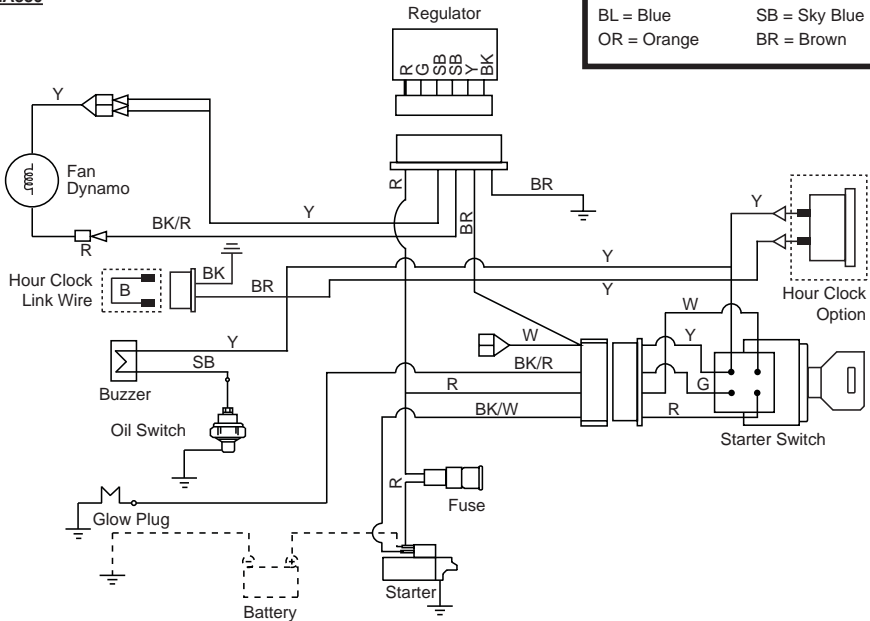 Regulator
BL = Blue SB = Sky Blue
OR = Orange BR = Brown
R G SB SB Y BK
Y
Fan
Dynamo
R
BR
BR
Y
BK/R
R
Y
Y
Y
Hour Clock
Option
Hour Clock
Link Wire
B
BK
BR
W
W
Y
Y
SB
BK/R
R
G
BK/W
R
Buzzer
Oil Switch
Starter Switch
R
Fuse
Glow Plug
Starter
Battery